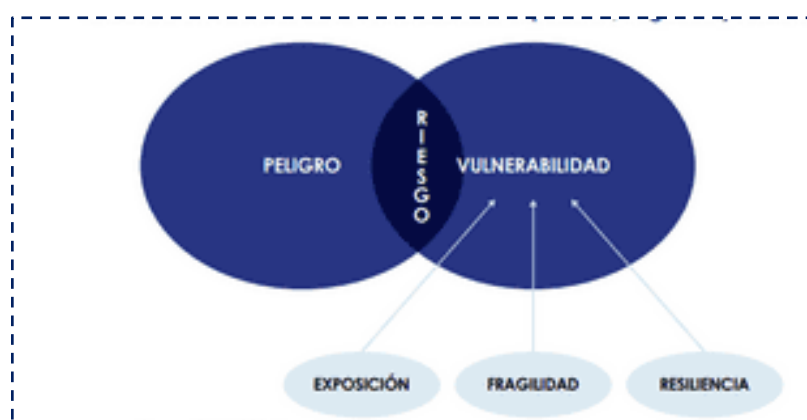 PELIGRO
RIESGO
VULNERABILIDAD
EXPOSICIÓN
FRAGILIDAD
RESILIENCIA